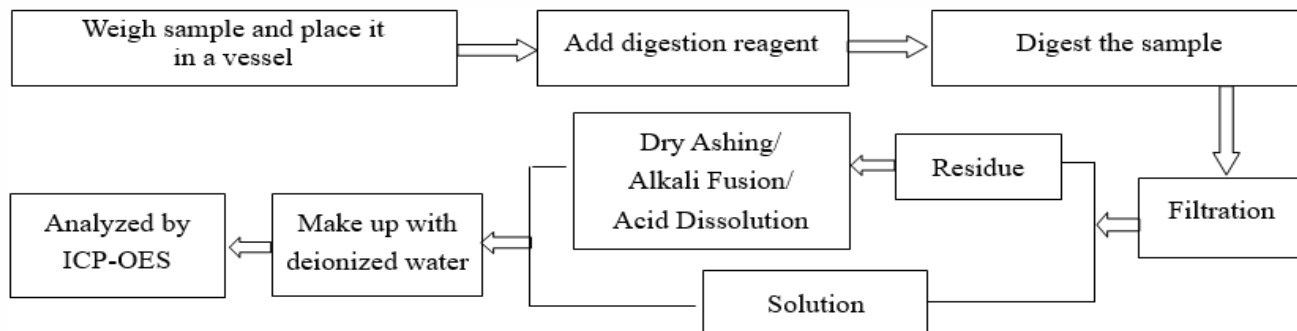 Weigh sample and place it
in a vessel
Add digestion reagent
Digest the sample
Filtration
Residue
Dry Ashing/
Alkali Fusion/
Acid Dissolution
Solution
Make up with
deionized water
Analyzed by
ICP-OES